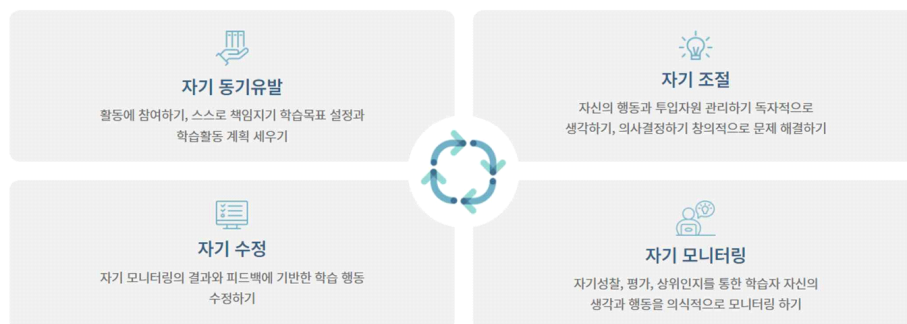 자기 동기유발
활동에 참여하기, 스스로 책임지기 학습목표 설정과
학습활동 계획 세우기
자기 조절
자신의 행동과 투입자원 관리하기 독자적으로
생각하기, 의사결정하기 창의적으로 문제 해결하기
자기 수정
자기 모니터링의 결과와 피드백에 기반한 학습 행동
수정하기
자기 모니터링
자기성찰, 평가, 상위인지를 통한 학습자 자신의
생각과 행동을 의식적으로 모니터링 하기